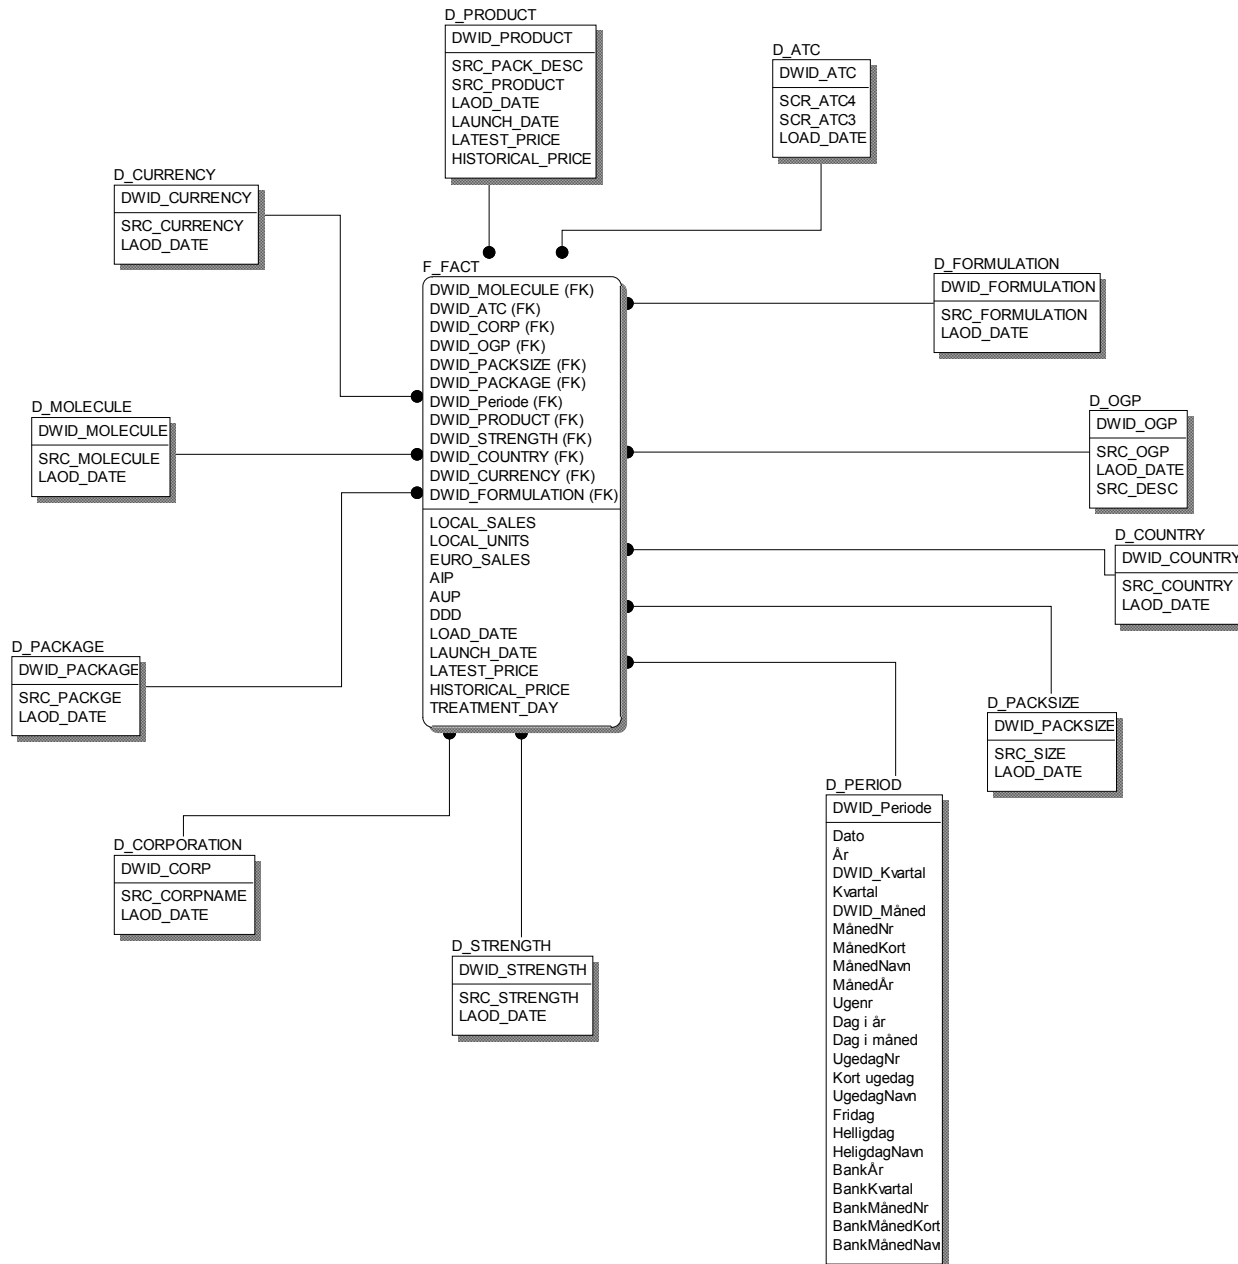 D_PRODUCT
DWID_PRODUCT
SRC_PACK_DESC
SRC_PRODUCT
LAOD_DATE
LAUNCH_DATE
LATEST_PRICE
HISTORICAL_PRICE
D_ATC
DWID_ATC
SCR_ATC4
SCR_ATC3
LOAD_DATE
D_CURRENCY
DWID_CURRENCY
SRC_CURRENCY
LAOD_DATE
F_FACT
DWID_MOLECULE (FK)
DWID_ATC (FK)
DWID_CORP (FK)
DWID_OGP (FK)
DWID_PACKSIZE (FK)
DWID_PACKAGE (FK)
DWID_Periode (FK)
DWID_PRODUCT (FK)
DWID_STRENGTH (FK)
DWID_COUNTRY (FK)
DWID_CURRENCY (FK)
DWID_FORMULATION (FK)
LOCAL_SALES
LOCAL_UNITS
EURO_SALES
AIP
AUP
DDD
LOAD_DATE
LAUNCH_DATE
LATEST_PRICE
HISTORICAL_PRICE
TREATMENT_DAY
D_FORMULATION
DWID_FORMULATION
SRC_FORMULATION
LAOD_DATE
D_MOLECULE
DWID_MOLECULE
SRC_MOLECULE
LAOD_DATE
D_OGP
DWID_OGP
SRC_OGP
LAOD_DATE
SRC_DESC
D_COUNTRY
DWID_COUNTRY
SRC_COUNTRY
LAOD_DATE
D_PACKAGE
DWID_PACKAGE
SRC_PACKGE
LAOD_DATE
D_PACKSIZE
DWID_PACKSIZE
SRC_SIZE
LAOD_DATE
D_CORPORATION
DWID_CORP
SRC_CORPNAME
LAOD_DATE
D_STRENGTH
DWID_STRENGTH
SRC_STRENGTH
LAOD_DATE
D_PERIOD
DWID_Periode
Dato
År
DWID_Kvartal
Kvartal
DWID_Måned
MånedNr
MånedKort
MånedNavn
MånedÅr
Ugenr
Dag i år
Dag i måned
UgedagNr
Kort ugedag
UgedagNavn
Fridag
Helligdag
HeligdagNavn
BankÅr
BankKvartal
BankMånedNr
BankMånedKort
BankMånedNavn